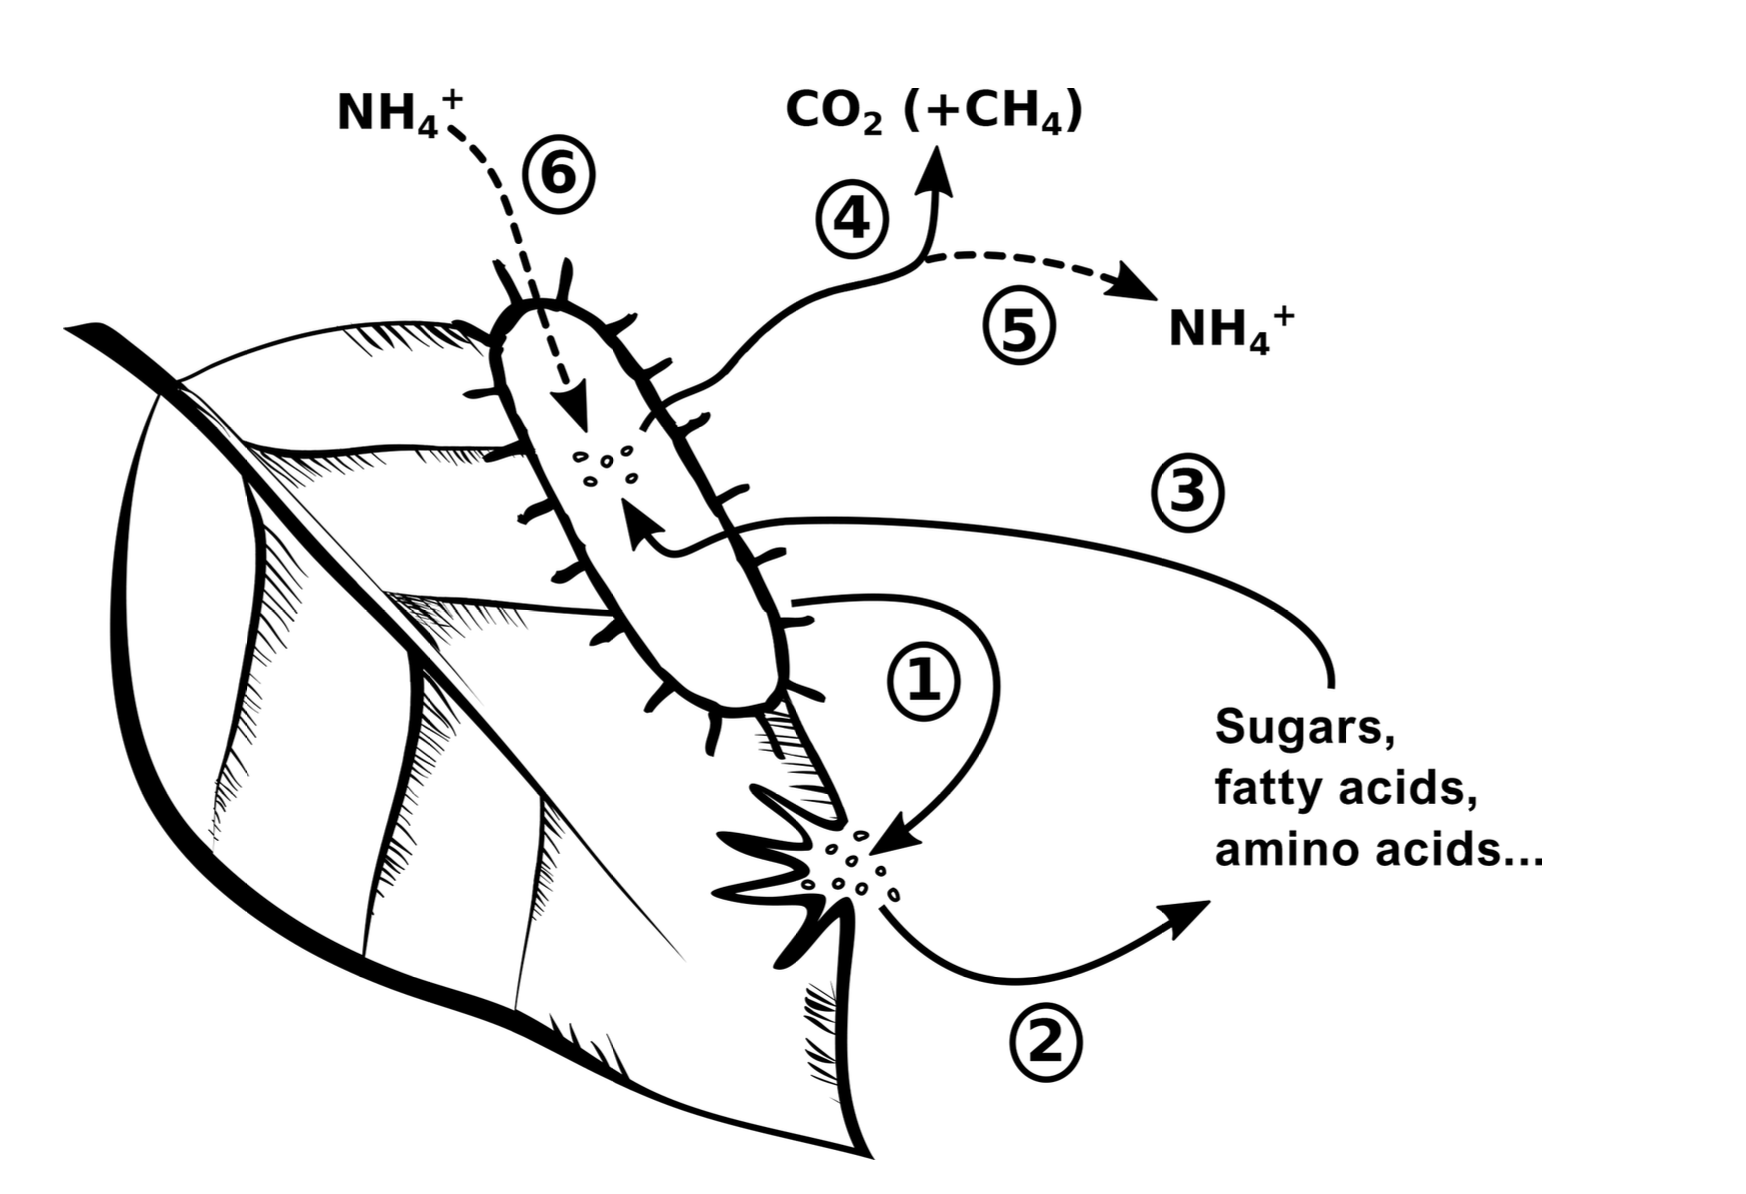 NH₄⁺
⑥
CO₂ (+CH₄)
④
⑤
NH₄⁺
③
①
Sugars,
fatty acids,
amino acids...
②